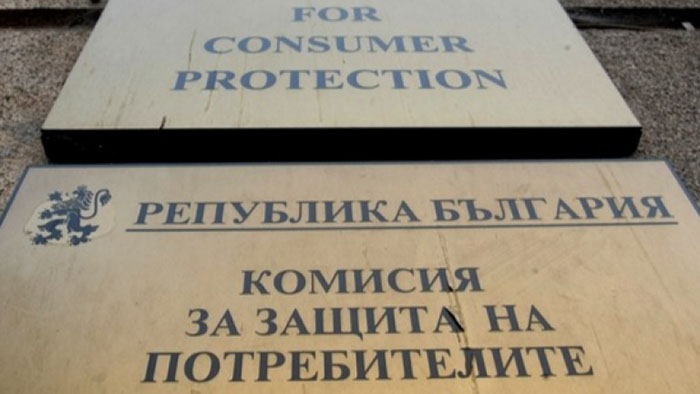 FOR
CONSUMER
PROTECTION
РЕПУБЛИКА БЪЛГАРИЯ
КОМИСИЯ
ЗА ЗАЩИТА НА
ПОТРЕБИТЕЛИТЕ